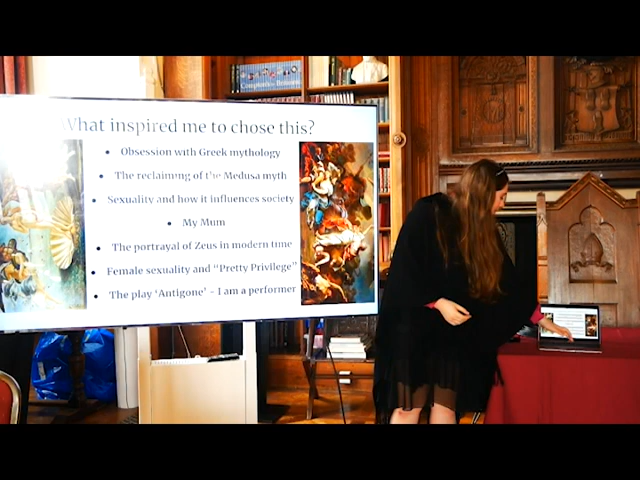 What inspired me to chose this?
Obsession with Greek mythology
The reclaiming of the Medusa myth
Sexuality and how it influences society
My Mum
The portrayal of Zeus in modern time
Female sexuality and “Pretty Privilege”
The play ‘Antigone’ - I am a performer